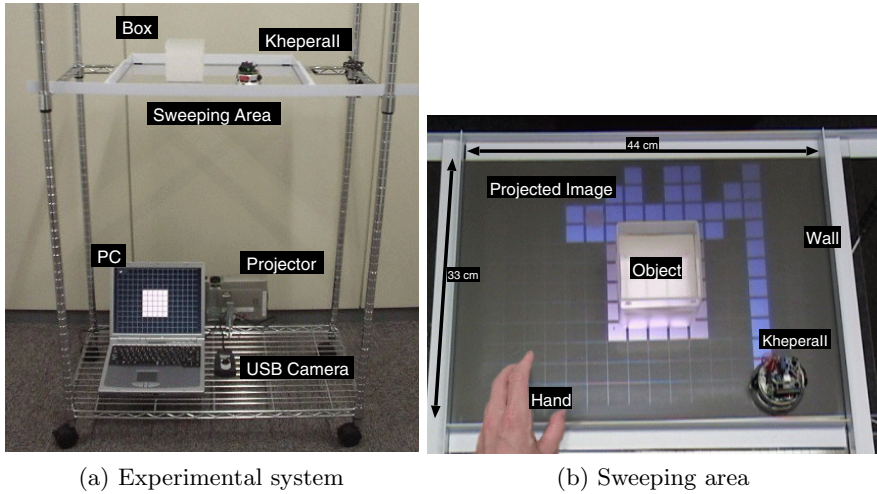 Box
KheperaII
Sweeping Area
PC
Projector
USB Camera
(a) Experimental system
44 cm
Projected Image
Wall
Object
33 cm
KheperaII
Hand
(b) Sweeping area